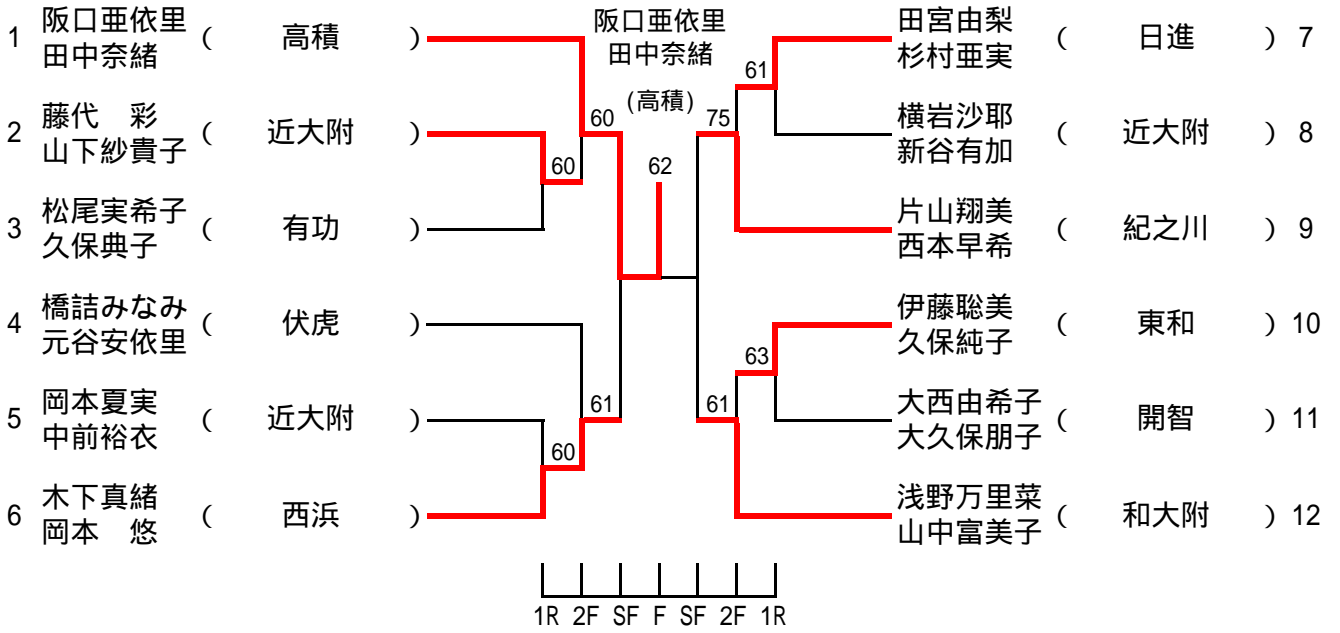 1 阪口亜依里 田中奈緒 ( 高積 )
2 藤代 彩 山下紗貴子 ( 近大附 )
3 松尾実希子 久保典子 ( 有功 )
4 橋詰みなみ 元谷安依里 ( 伏虎 )
5 岡本夏実 中前裕衣 ( 近大附 )
6 木下真緒 岡本 悠 ( 西浜 )
阪口亜依里
田中奈緒
(高積)
62
60
60
61
60
61
75
63
61
田宮由梨 杉村亜実 ( 日進 ) 7
横岩沙耶 新谷有加 ( 近大附 ) 8
片山翔美 西本早希 ( 紀之川 ) 9
伊藤聡美 久保純子 ( 東和 ) 10
大西由希子 大久保朋子 ( 開智 ) 11
浅野万里菜 山中富美子 ( 和大附 ) 12
1R 2F SF F SF 2F 1R